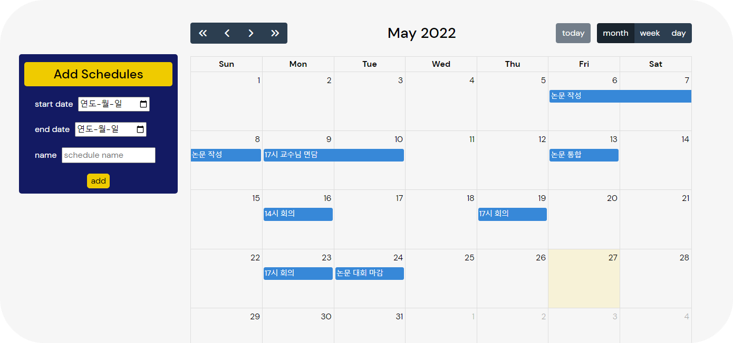 May 2022
today
month
week
day
Add Schedules
start date 연도-월-일
end date 연도-월-일
name schedule name
add
Sun Mon Tue Wed Thu Fri Sat
1 2 3 4 5 6 7
논문 작성
8 9 10 11 12 13 14
논문 작성 17시 교수님 면담 논문 통합
15 16 17 18 19 20 21
14시 회의 17시 회의
22 23 24 25 26 27 28
17시 회의 논문 대회 마감
29 30 31 1 2 3 4